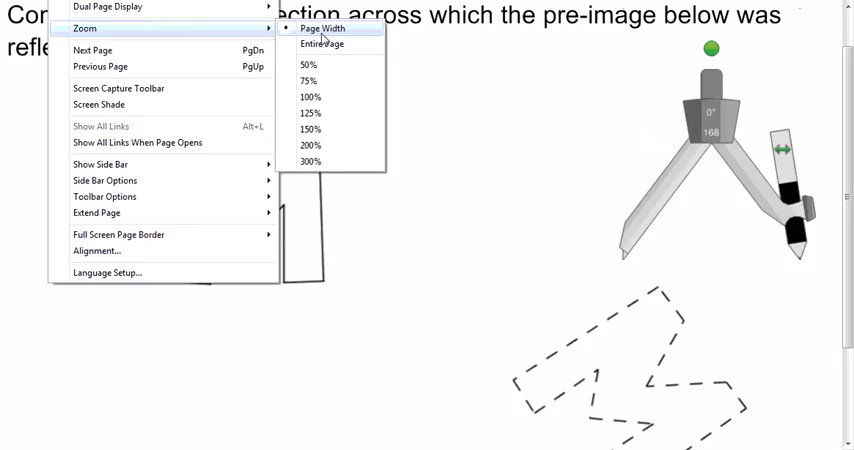 ection across which the pre-image below was
Dual Page Display
Zoom
Next Page PgDn
Previous Page PgUp
Screen Capture Toolbar
Screen Shade
Show All Links Alt+L
Show All Links When Page Opens
Show Side Bar
Side Bar Options
Toolbar Options
Extend Page
Full Screen Page Border
Alignment...
Language Setup...
Page Width
Entire Page
50%
75%
100%
125%
150%
200%
300%
0°
168